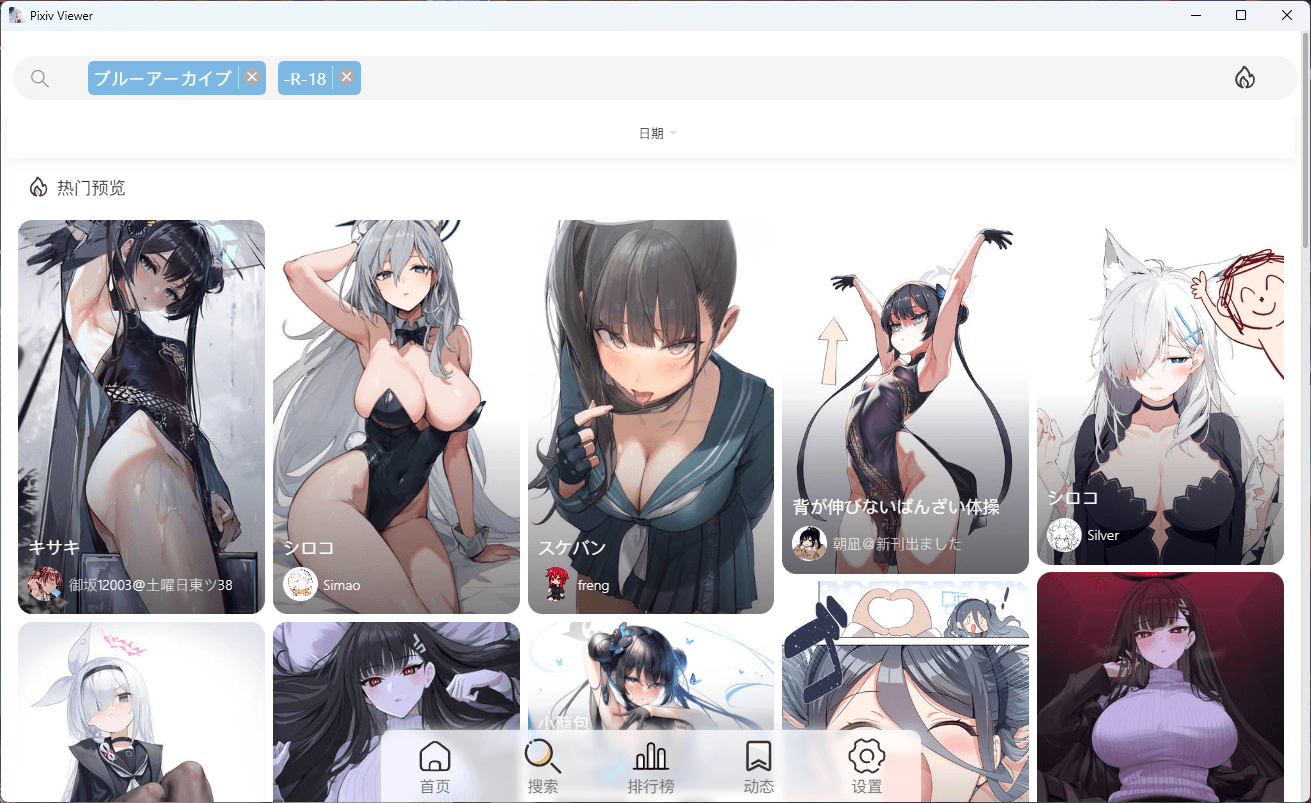 Pixiv Viewer
ブルーアーカイブ
-R-18
日期
热门预览
キサキ
御坂12003@土曜日東ツ38
シロコ
Simao
スケバン
freng
背が伸びないばんざい体操
朝凪@新刊出ました
シロコ
Silver
小籠包
首页
搜索
排行榜
动态
设置